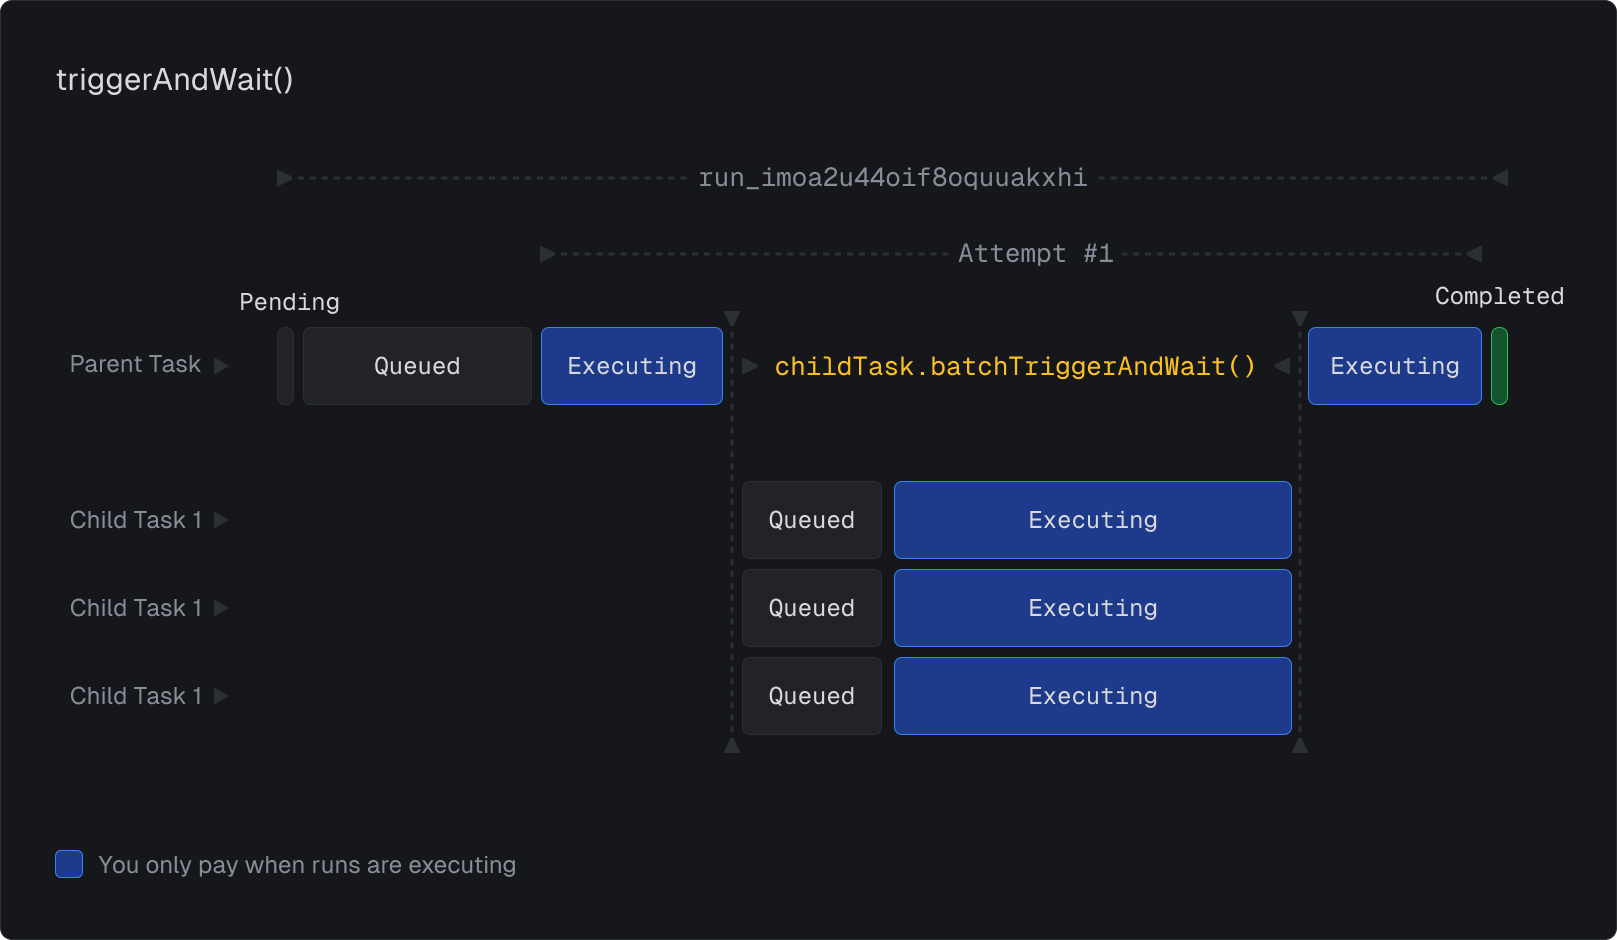 triggerAndWait()
run_imoa2u44oif8oquuakxhi
Attempt #1
Pending
Completed
Parent Task
Queued
Executing
childTask.batchTriggerAndWait()
Executing
Child Task 1
Queued
Executing
Child Task 1
Queued
Executing
Child Task 1
Queued
Executing
You only pay when runs are executing